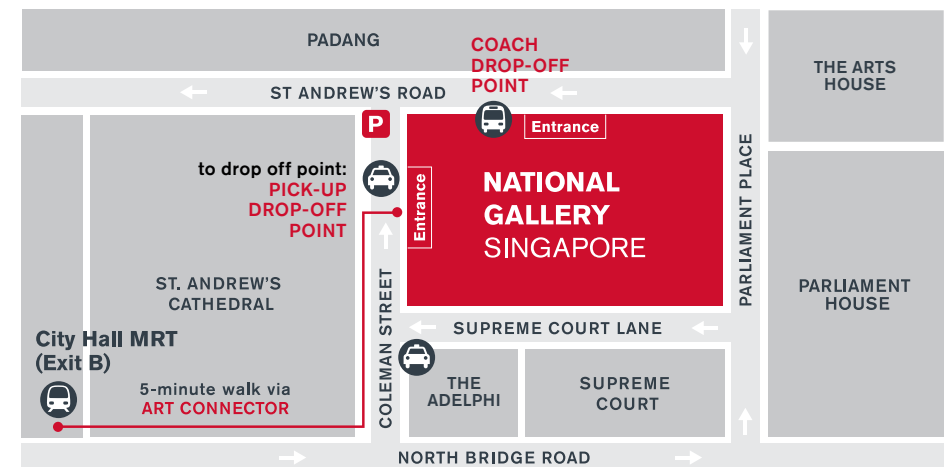 PADANG
COACH
DROP-OFF
POINT
THE ARTS
HOUSE
ST ANDREW'S ROAD
P
Entrance
to drop off point:
PICK-UP
DROP-OFF
POINT
Entrance
NATIONAL
GALLERY
SINGAPORE
PARLIAMENT PLACE
ST. ANDREW'S
CATHEDRAL
PARLIAMENT
HOUSE
COLEMAN STREET
SUPREME COURT LANE
City Hall MRT
(Exit B)
5-minute walk via
ART CONNECTOR
THE
ADELPHI
SUPREME
COURT
NORTH BRIDGE ROAD